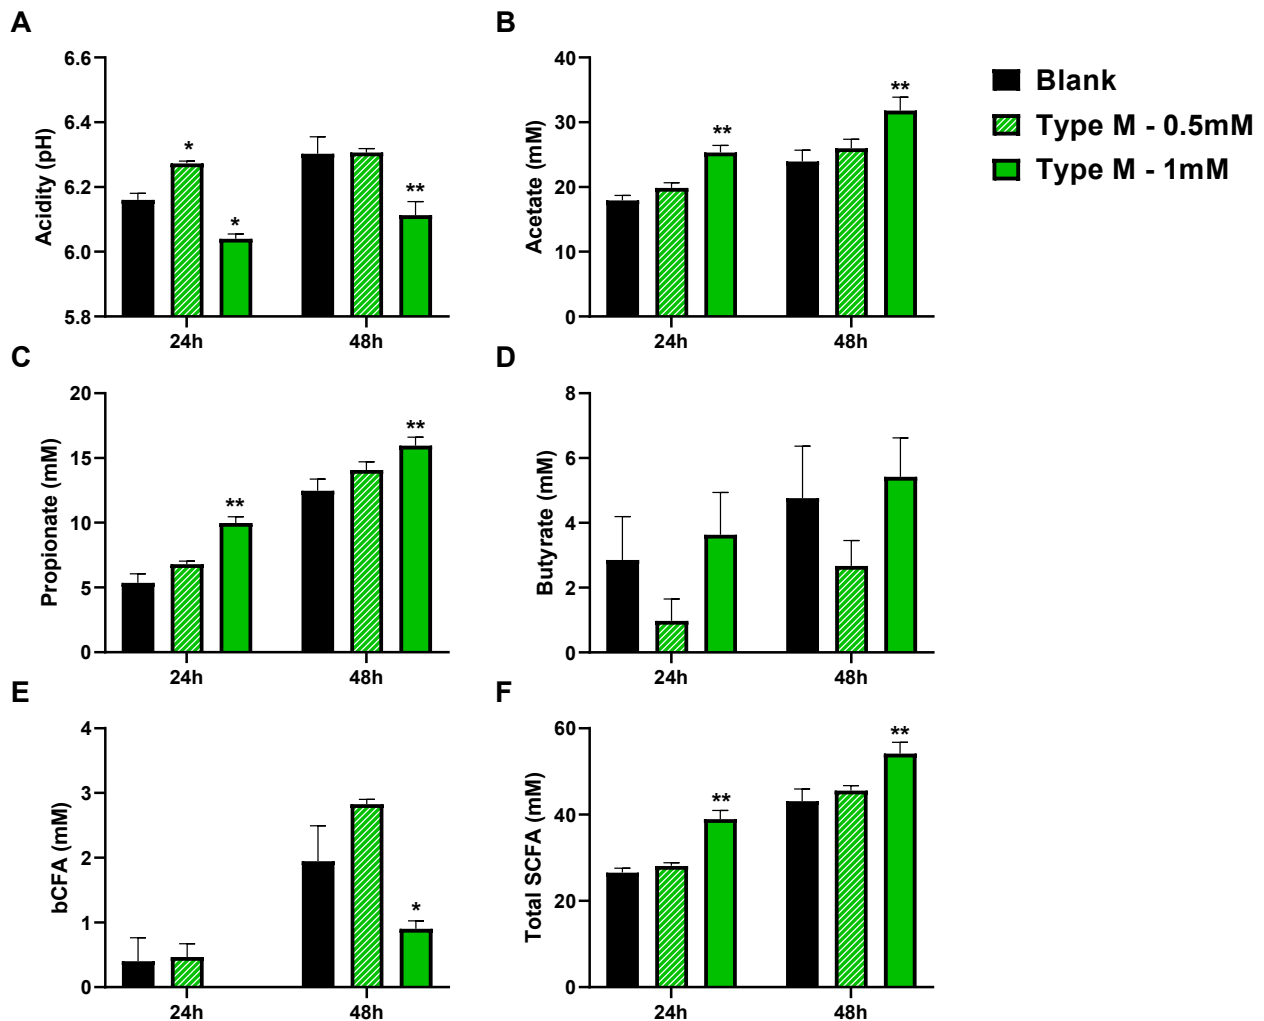 A
Acidity (pH)
6.6
6.4
6.2
6.0
5.8
*
*
**
24h
48h
B
Acetate (mM)
40
30
20
10
0
**
**
24h
48h
Blank
Type M - 0.5mM
Type M - 1mM
C
Propionate (mM)
20
15
10
5
0
**
**
24h
48h
D
Butyrate (mM)
8
6
4
2
0
24h
48h
E
bCFA (mM)
4
3
2
1
0
*
24h
48h
F
Total SCFA (mM)
60
40
20
0
**
**
24h
48h